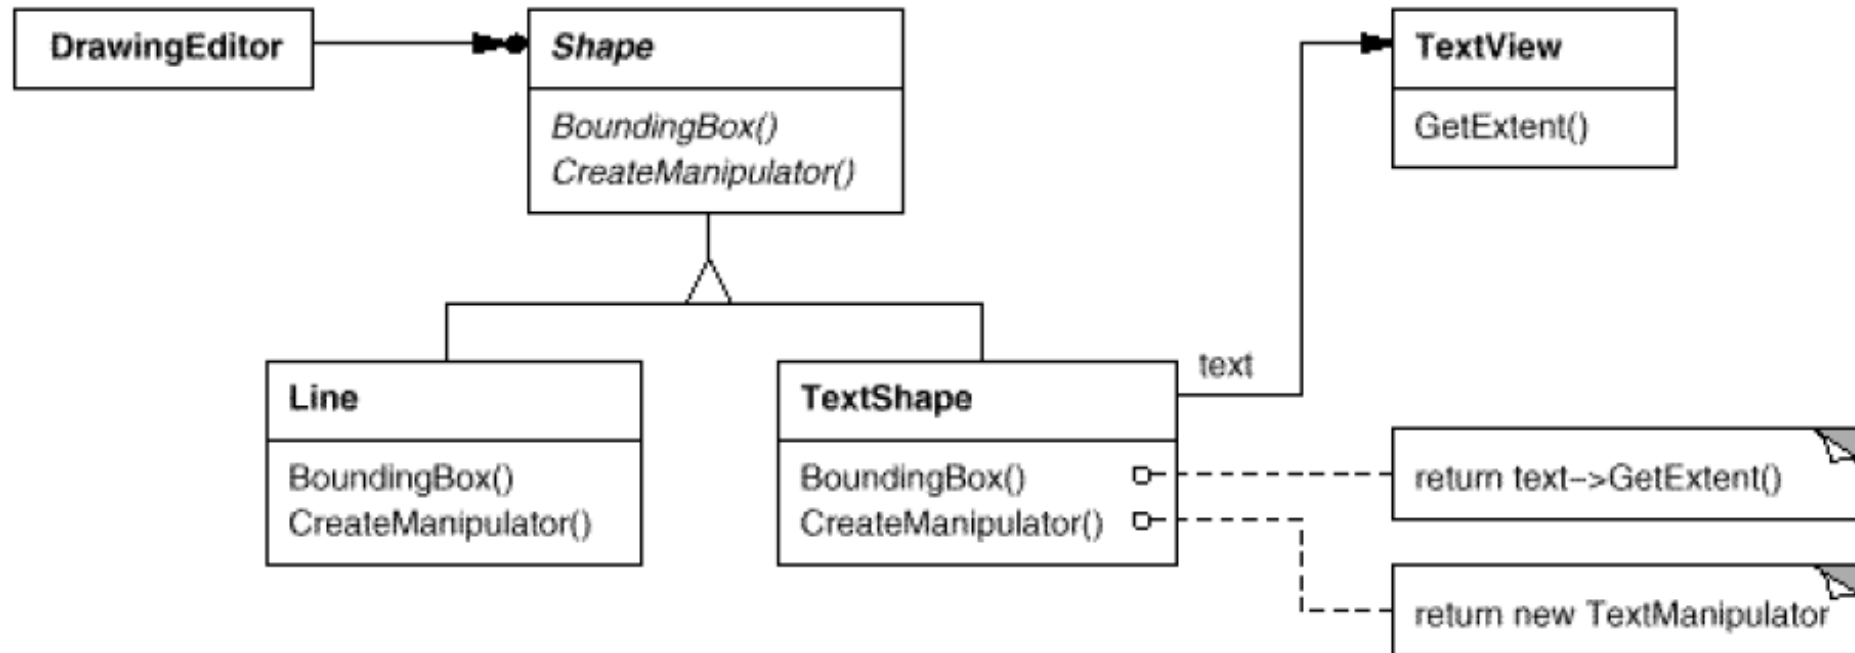 DrawingEditor
Shape
BoundingBox()
CreateManipulator()
TextView
GetExtent()
Line
BoundingBox()
CreateManipulator()
TextShape
BoundingBox()
CreateManipulator()
text
return text->GetExtent()
return new TextManipulator